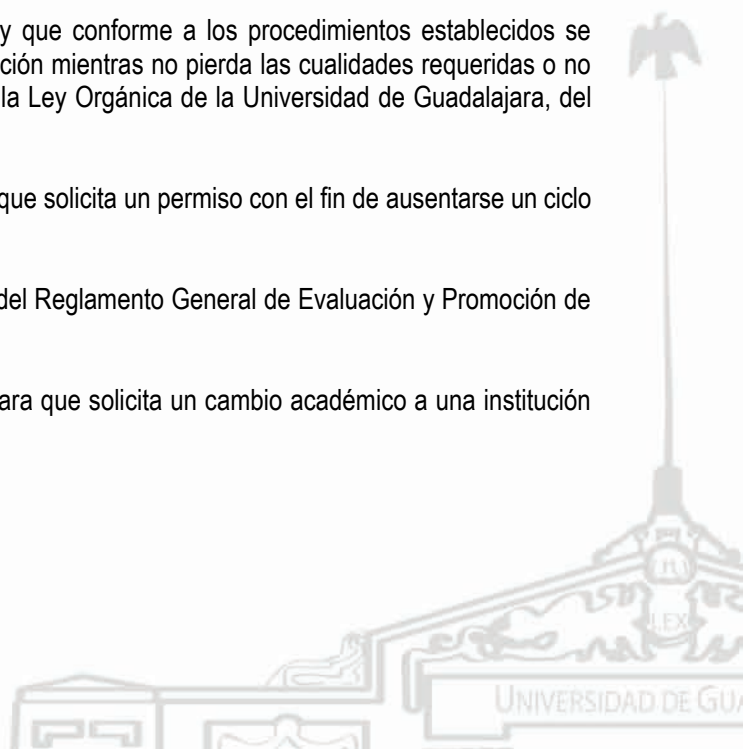 y que conforme a los procedimientos establecidos se
ción mientras no pierda las cualidades requeridas o no
la Ley Orgánica de la Universidad de Guadalajara, del
que solicita un permiso con el fin de ausentarse un ciclo
del Reglamento General de Evaluación y Promoción de
ara que solicita un cambio académico a una institución
LEX
UNIVERSIDAD DE GUA